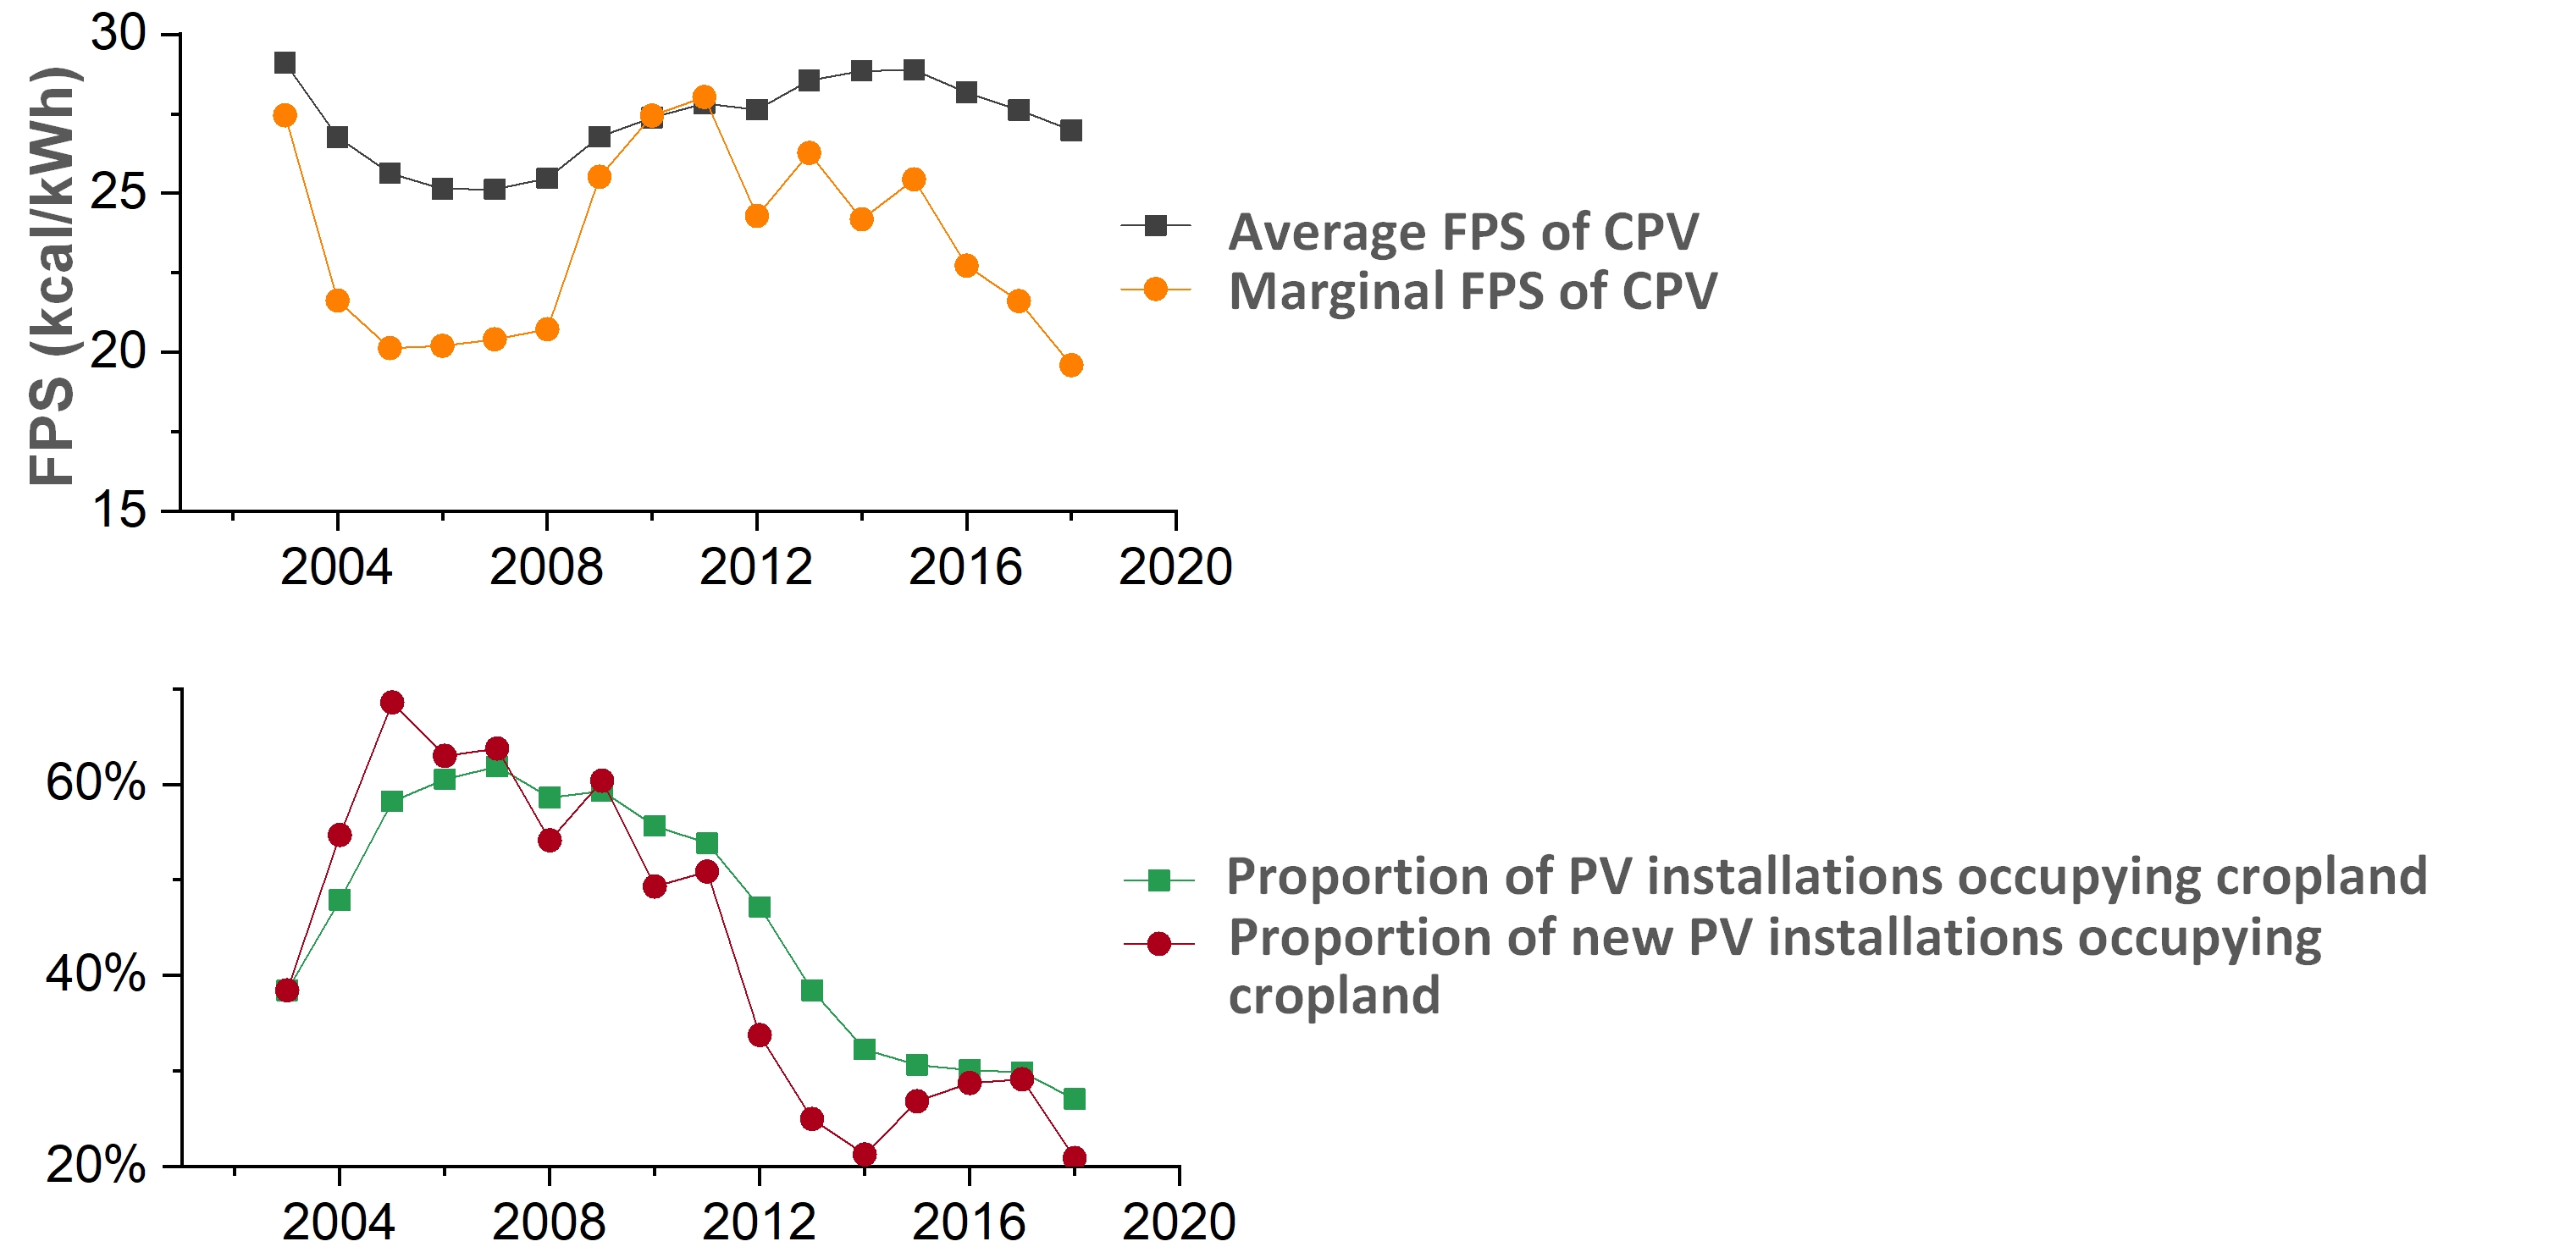 FPS (kcal/kWh)
30
25
20
15
2004 2008 2012 2016 2020
Average FPS of CPV
Marginal FPS of CPV
60%
40%
20%
2004 2008 2012 2016 2020
Proportion of PV installations occupying cropland
Proportion of new PV installations occupying
cropland